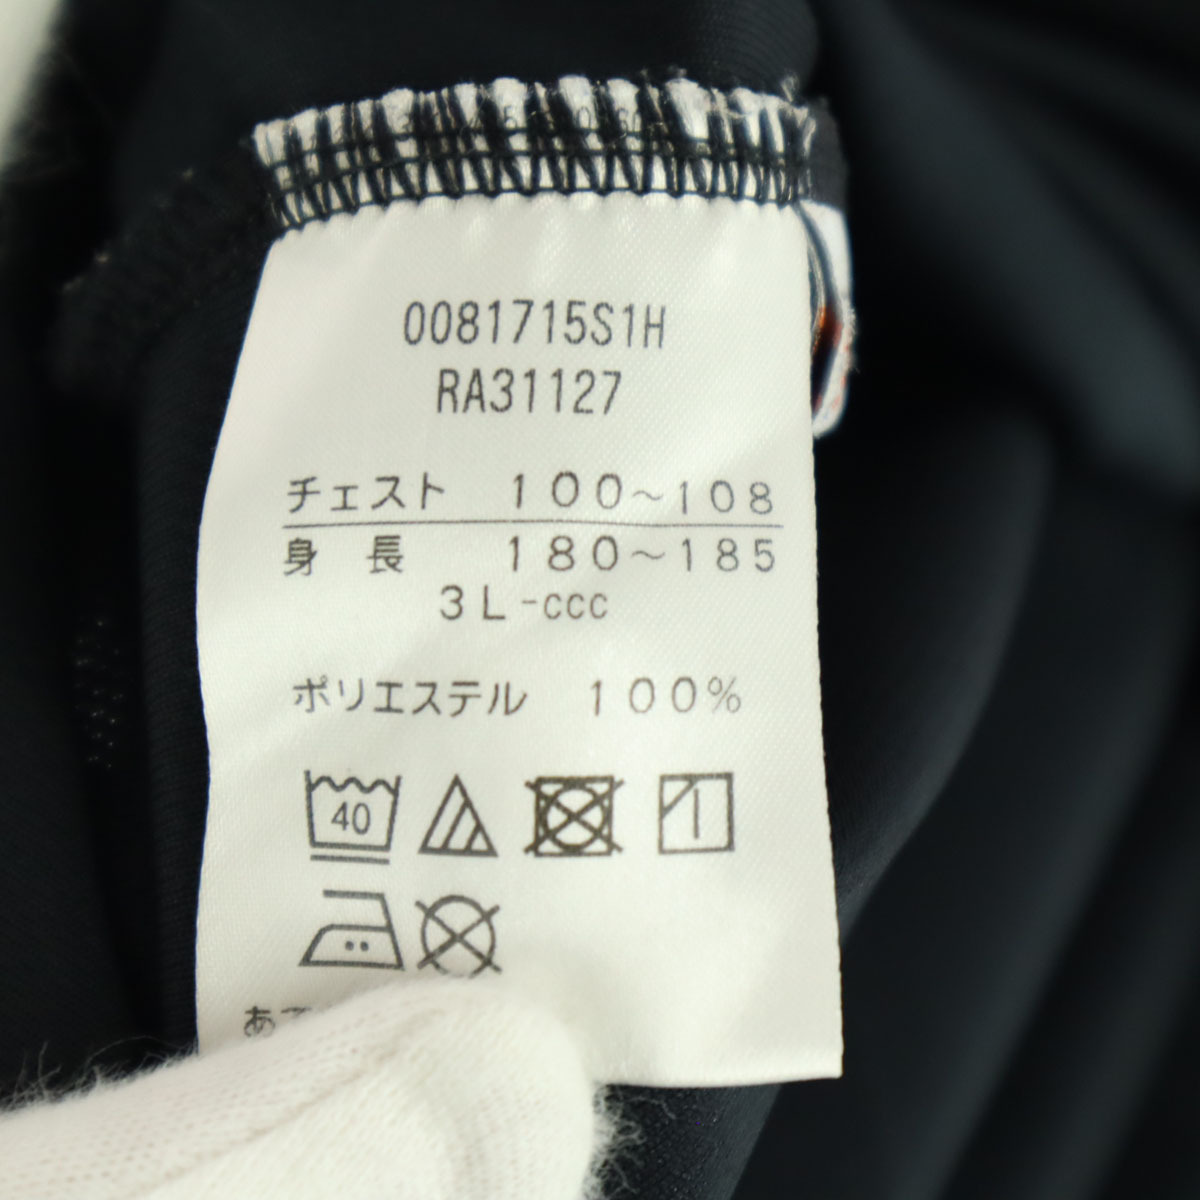 0081715S1H
RA31127
チェスト 100～108
身 長 180～185
3L-ccc
ポリエステル 100%
40